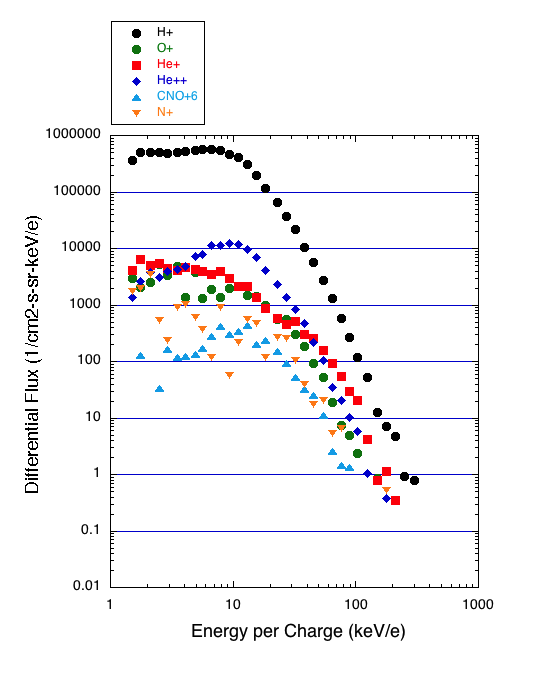 H+
O+
He+
He++
CNO+6
N+
1000000
100000
10000
1000
100
10
1
0.1
0.01
Differential Flux (1/cm2-s-sr-keV/e)
1 10 100 1000
Energy per Charge (keV/e)